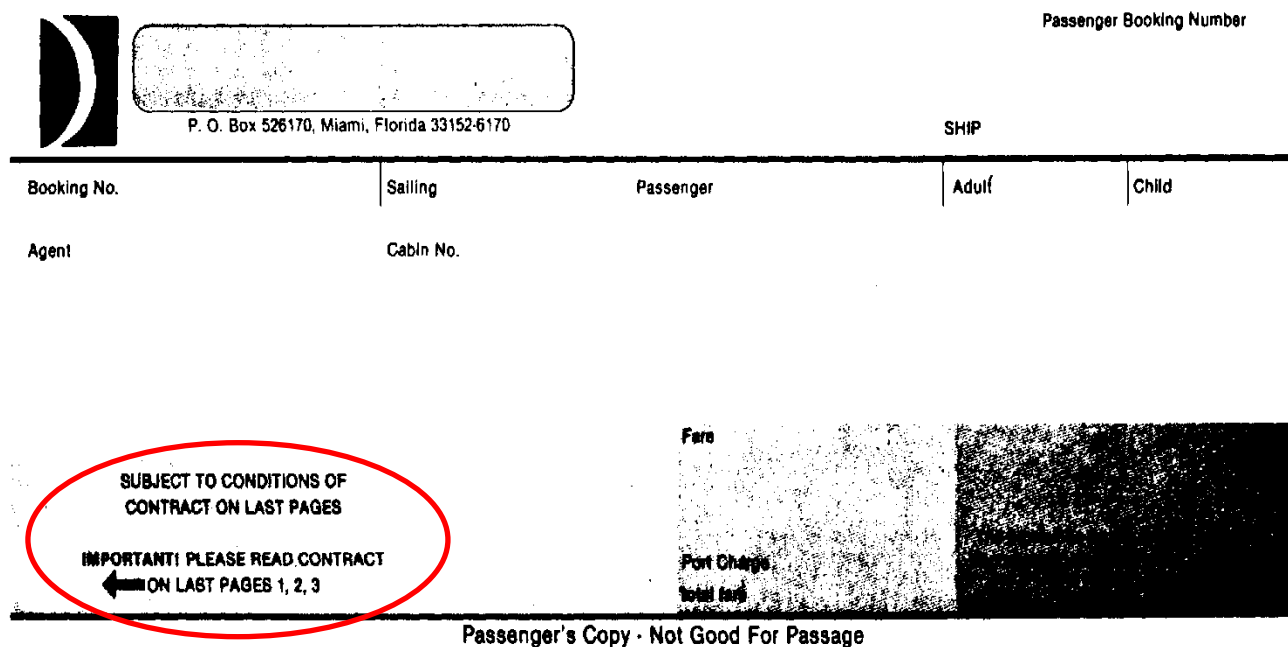 Passenger Booking Number
P. O. Box 526170, Miami, Florida 33152-6170
SHIP
Booking No. Sailing Passenger Adult Child
Agent Cabin No.
Fare
SUBJECT TO CONDITIONS OF
CONTRACT ON LAST PAGES
IMPORTANT! PLEASE READ CONTRACT
ON LAST PAGES 1, 2, 3
Port Charge
total fare
Passenger's Copy · Not Good For Passage